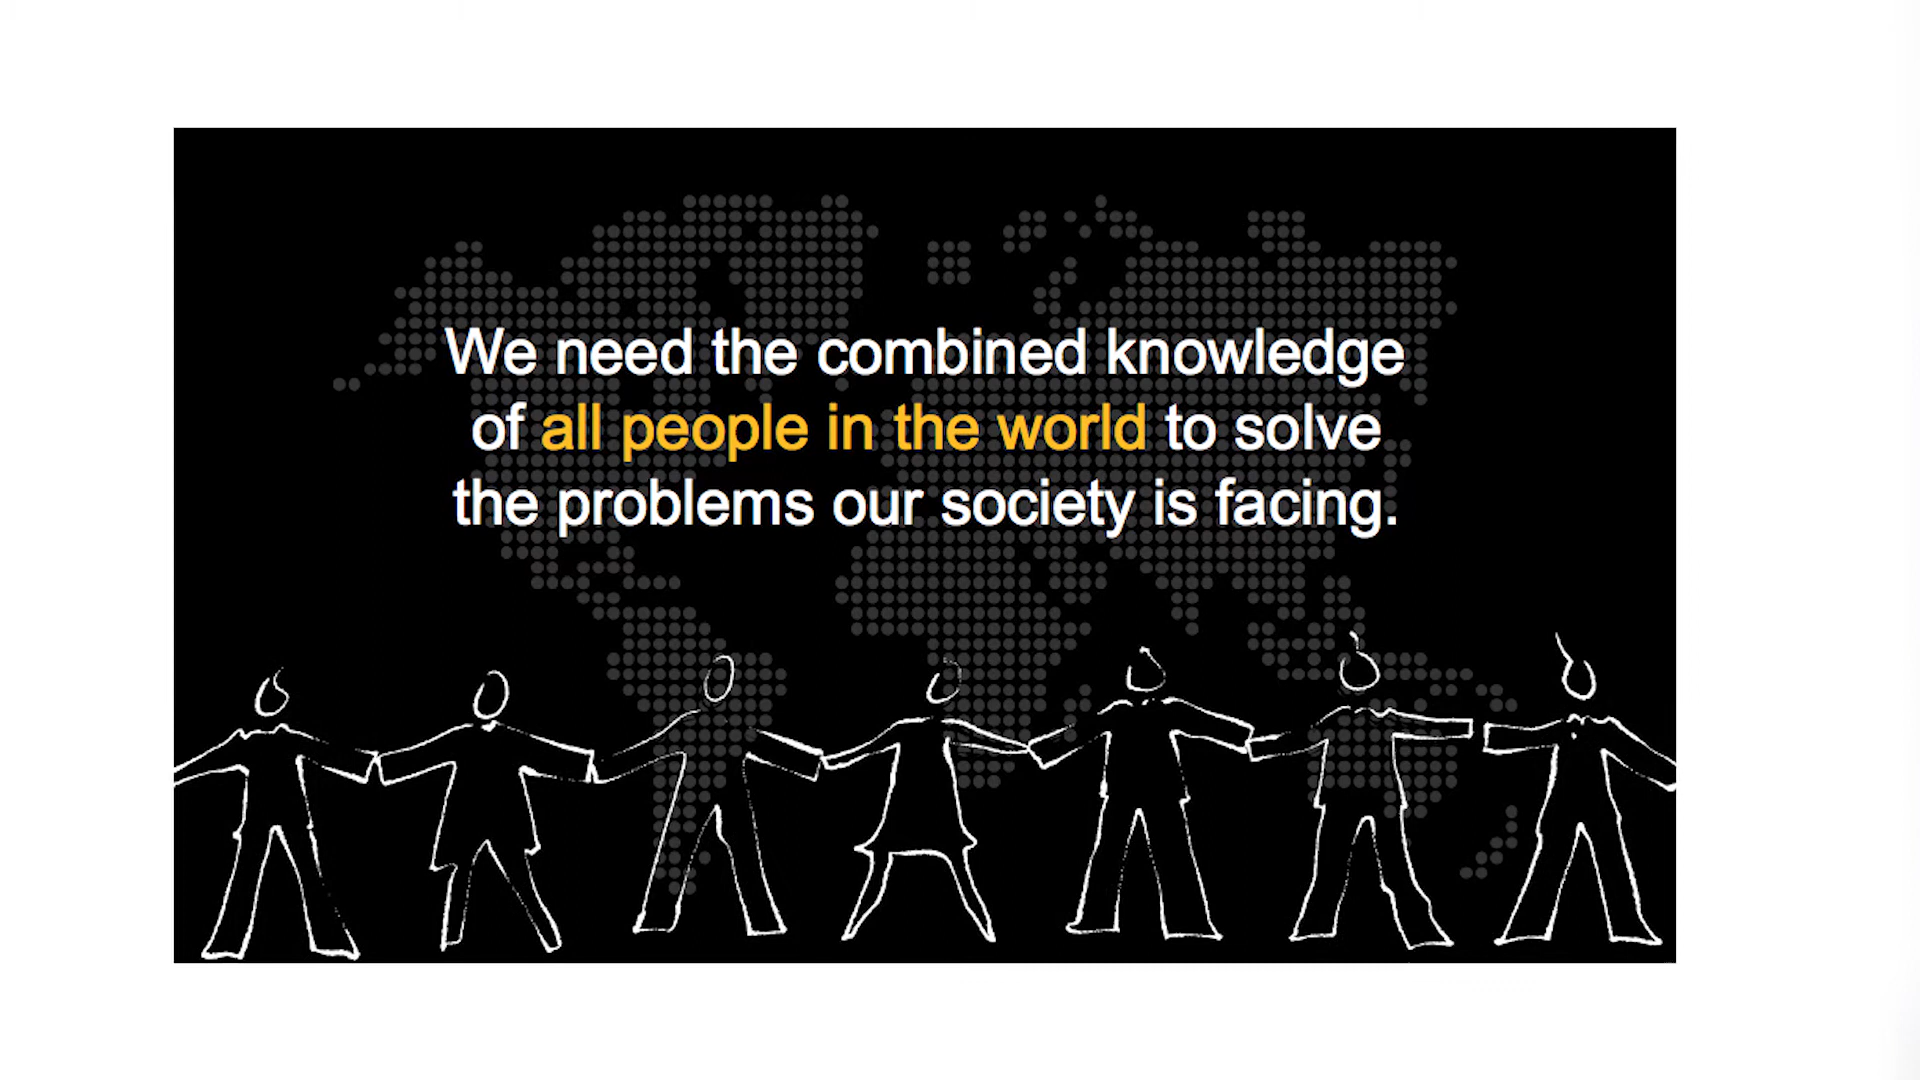 We need the combined knowledge
of all people in the world to solve
the problems our society is facing.